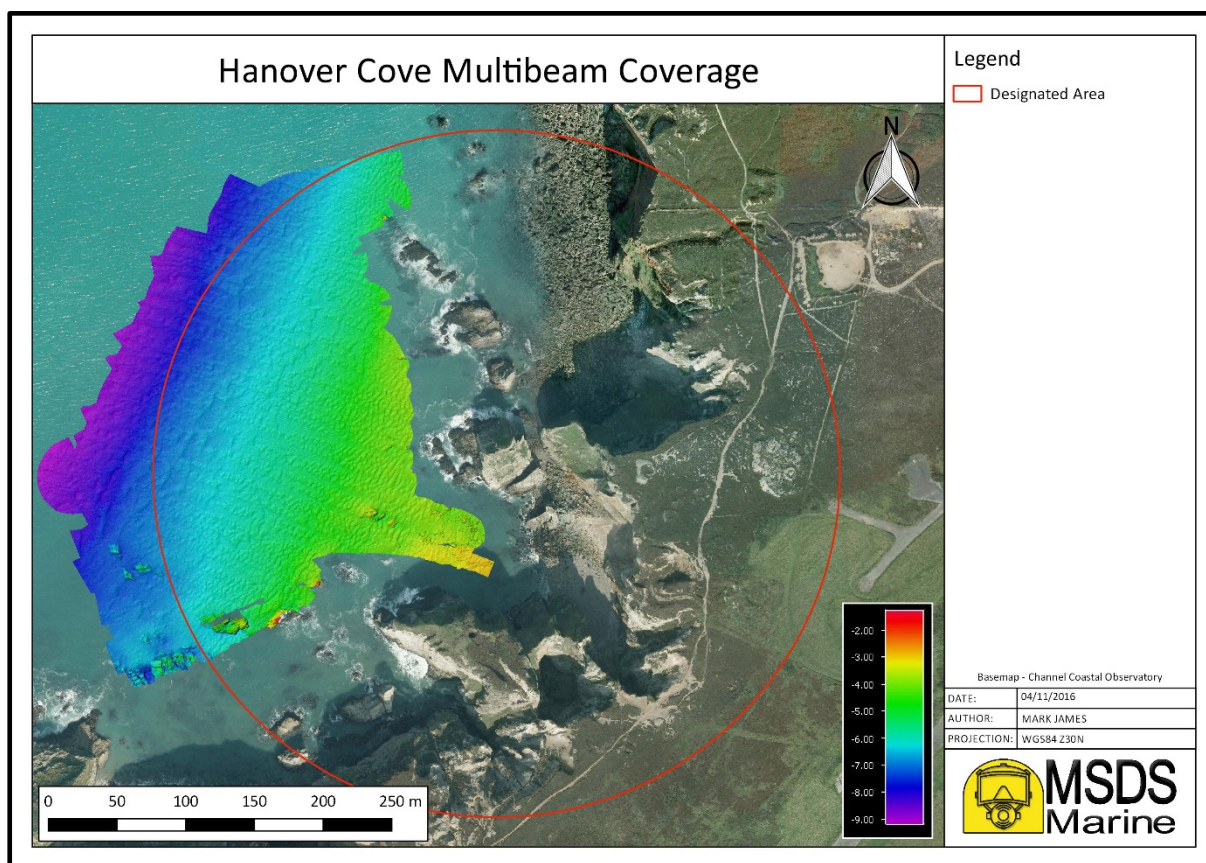 Hanover Cove Multibeam Coverage
Legend
Designated Area
N
-2.00
-3.00
-4.00
-5.00
-6.00
-7.00
-8.00
-9.00
0 50 100 150 200 250 m
Basemap - Channel Coastal Observatory
DATE: 04/11/2016
AUTHOR: MARK JAMES
PROJECTION: WGS84 Z30N
MSDS
Marine